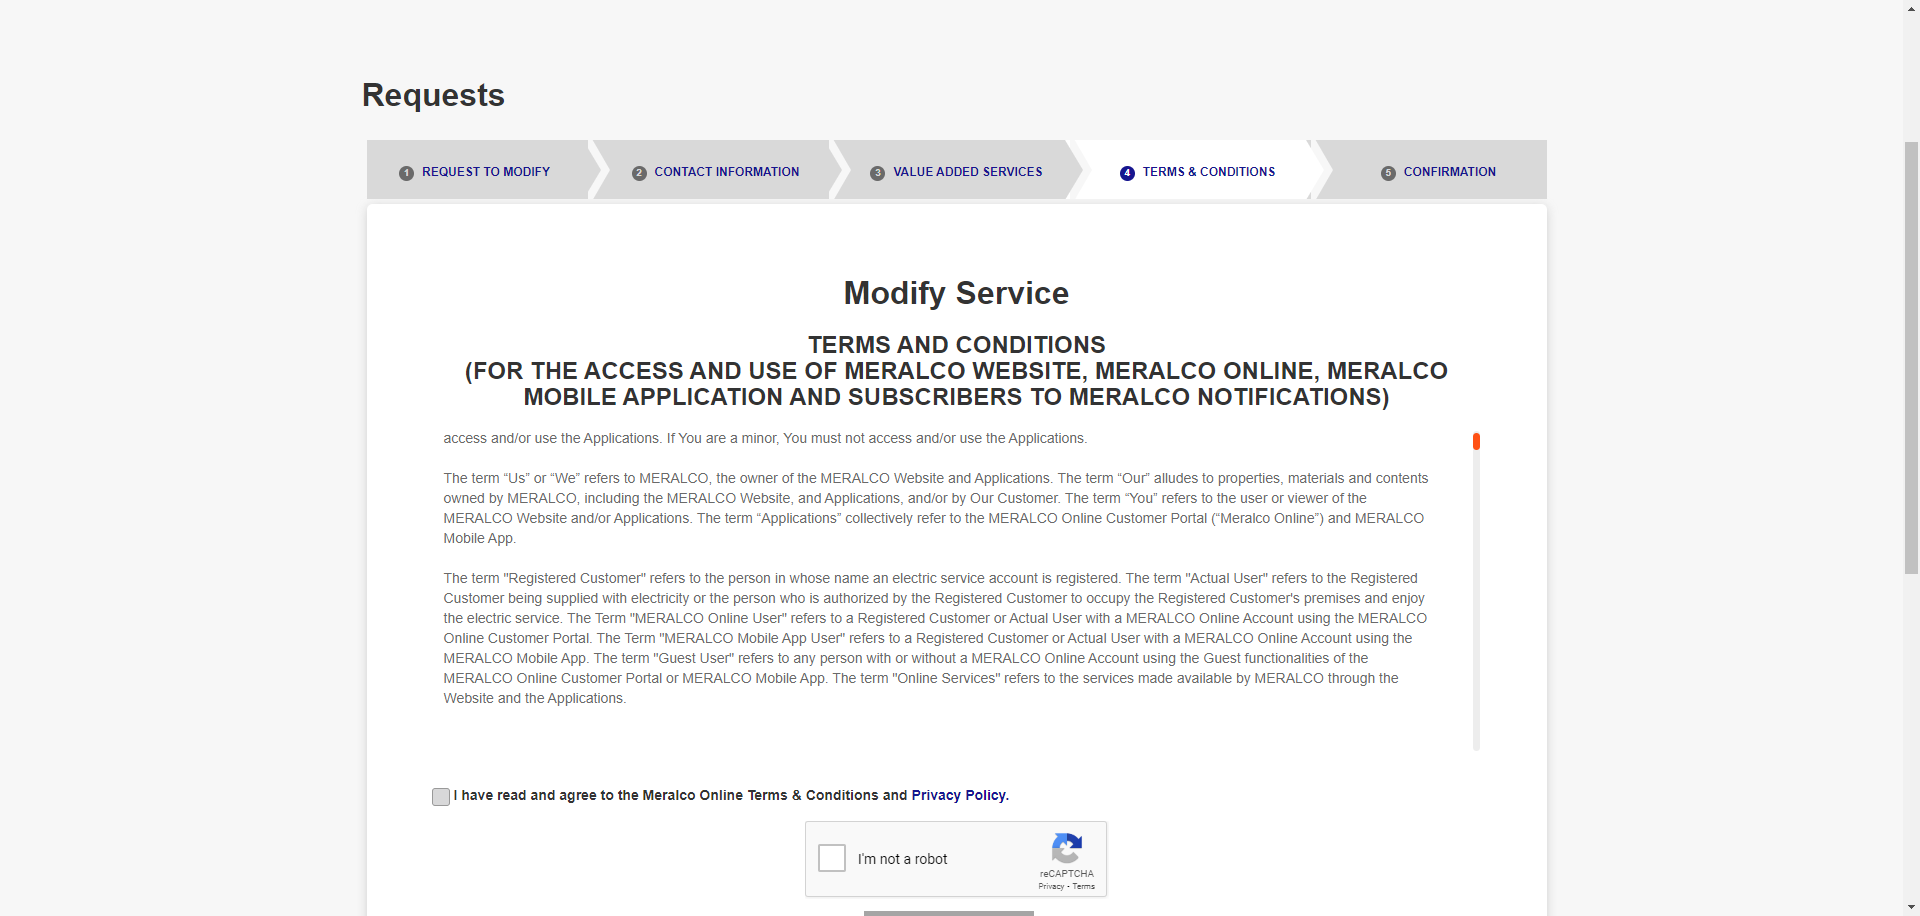 Requests
1 REQUEST TO MODIFY
2 CONTACT INFORMATION
3 VALUE ADDED SERVICES
4 TERMS & CONDITIONS
5 CONFIRMATION
Modify Service
TERMS AND CONDITIONS
(FOR THE ACCESS AND USE OF MERALCO WEBSITE, MERALCO ONLINE, MERALCO
MOBILE APPLICATION AND SUBSCRIBERS TO MERALCO NOTIFICATIONS)
access and/or use the Applications. If You are a minor, You must not access and/or use the Applications.
The term “Us” or “We” refers to MERALCO, the owner of the MERALCO Website and Applications. The term “Our” alludes to properties, materials and contents
owned by MERALCO, including the MERALCO Website, and Applications, and/or by Our Customer. The term “You” refers to the user or viewer of the
MERALCO Website and/or Applications. The term “Applications” collectively refer to the MERALCO Online Customer Portal (“Meralco Online”) and MERALCO
Mobile App.
The term "Registered Customer" refers to the person in whose name an electric service account is registered. The term "Actual User" refers to the Registered
Customer being supplied with electricity or the person who is authorized by the Registered Customer to occupy the Registered Customer's premises and enjoy
the electric service. The Term "MERALCO Online User" refers to a Registered Customer or Actual User with a MERALCO Online Account using the MERALCO
Online Customer Portal. The Term "MERALCO Mobile App User" refers to a Registered Customer or Actual User with a MERALCO Online Account using the
MERALCO Mobile App. The term "Guest User" refers to any person with or without a MERALCO Online Account using the Guest functionalities of the
MERALCO Online Customer Portal or MERALCO Mobile App. The term "Online Services" refers to the services made available by MERALCO through the
Website and the Applications.
I have read and agree to the Meralco Online Terms & Conditions and Privacy Policy.
I'm not a robot
reCAPTCHA
Privacy - Terms